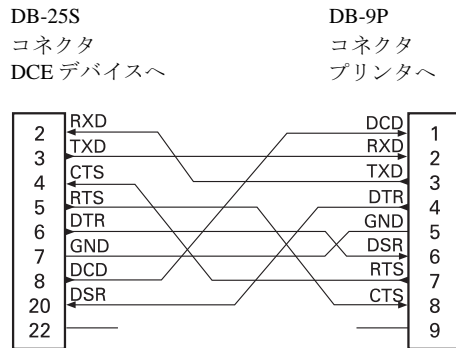 DB-25S
コネクタ
DCE デバイスへ
DB-9P
コネクタ
プリンタへ
2 RXD
3 TXD
4 CTS
5 RTS
6 DTR
7 GND
8 DCD
20 DSR
22
DCD 1
RXD 2
TXD 3
DTR 4
GND 5
DSR 6
RTS 7
CTS 8
9